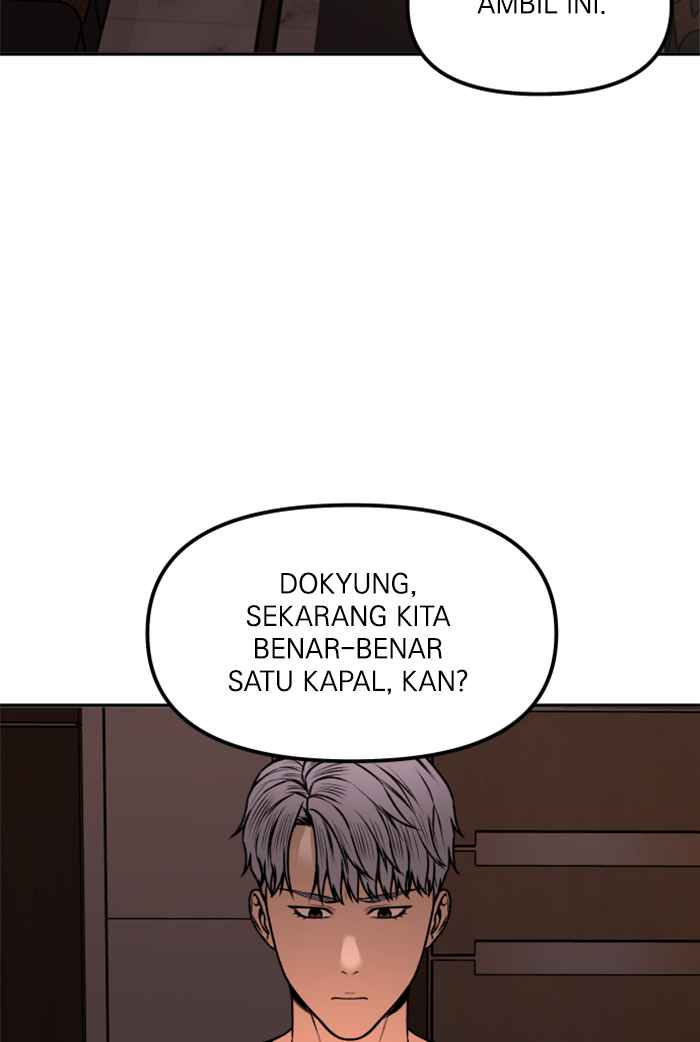 AMBIL INI.
DOKYUNG,
SEKARANG KITA
BENAR-BENAR
SATU KAPAL, KAN?